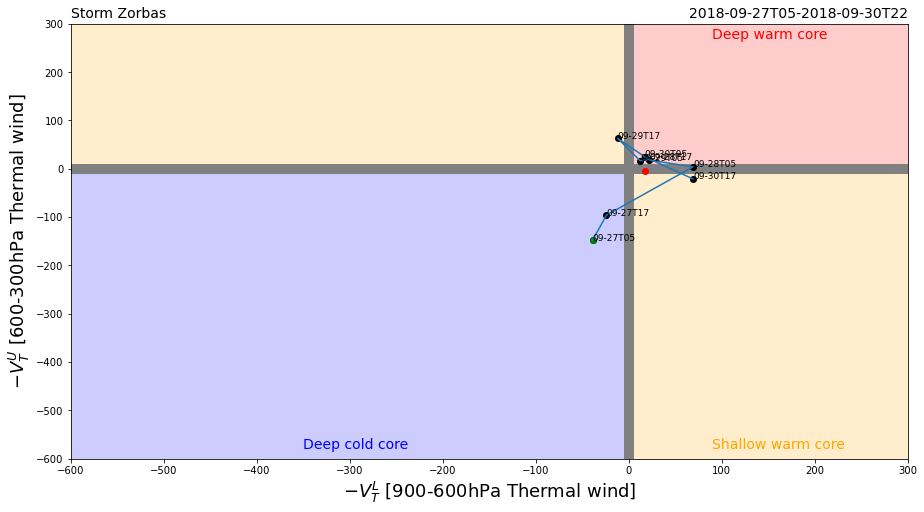 Storm Zorbas
2018-09-27T05-2018-09-30T22
300
200
100
0
−100
−200
−300
−400
−500
−600
−600
−500
−400
−300
−200
−100
0
100
200
300
Deep warm core
Deep cold core
Shallow warm core
09-29T17
09-30T05
09-28T05
09-30T17
09-27T17
09-27T05
$-V_T^U$ [600-300hPa Thermal wind]
$-V_T^L$ [900-600hPa Thermal wind]